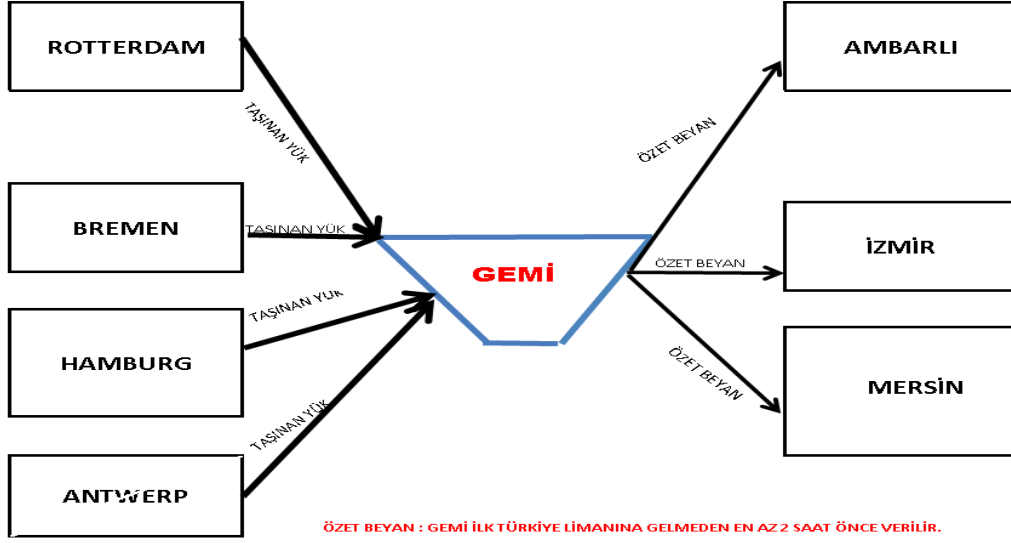 ROTTERDAM
TAŞINAN YÜK
BREMEN
TAŞINAN YÜK
HAMBURG
TAŞINAN YÜK
ANTWERP
TAŞINAN YÜK
GEMİ
ÖZET BEYAN
AMBARLI
ÖZET BEYAN
İZMİR
ÖZET BEYAN
MERSİN
ÖZET BEYAN : GEMİ İLK TÜRKİYE LİMANINA GELMEDEN EN AZ 2 SAAT ÖNCE VERİLİR.